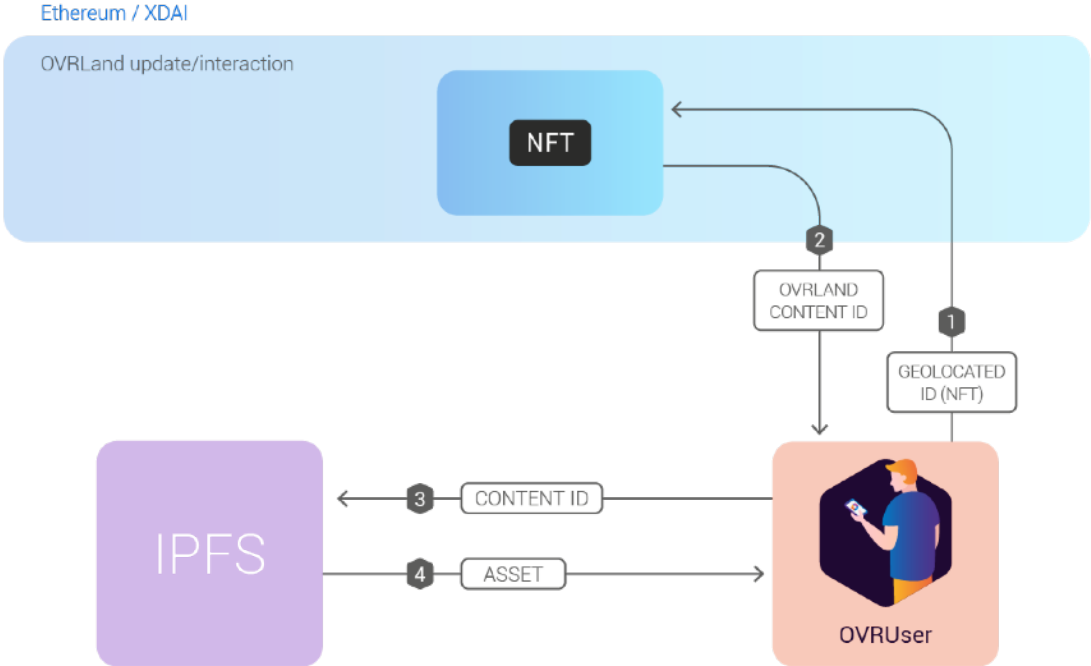 Ethereum / XDAI
OVRLand update/interaction
NFT
2
OVRLAND
CONTENT ID
1
GEOLOCATED
ID (NFT)
IPFS
3
CONTENT ID
4
ASSET
OVRUser